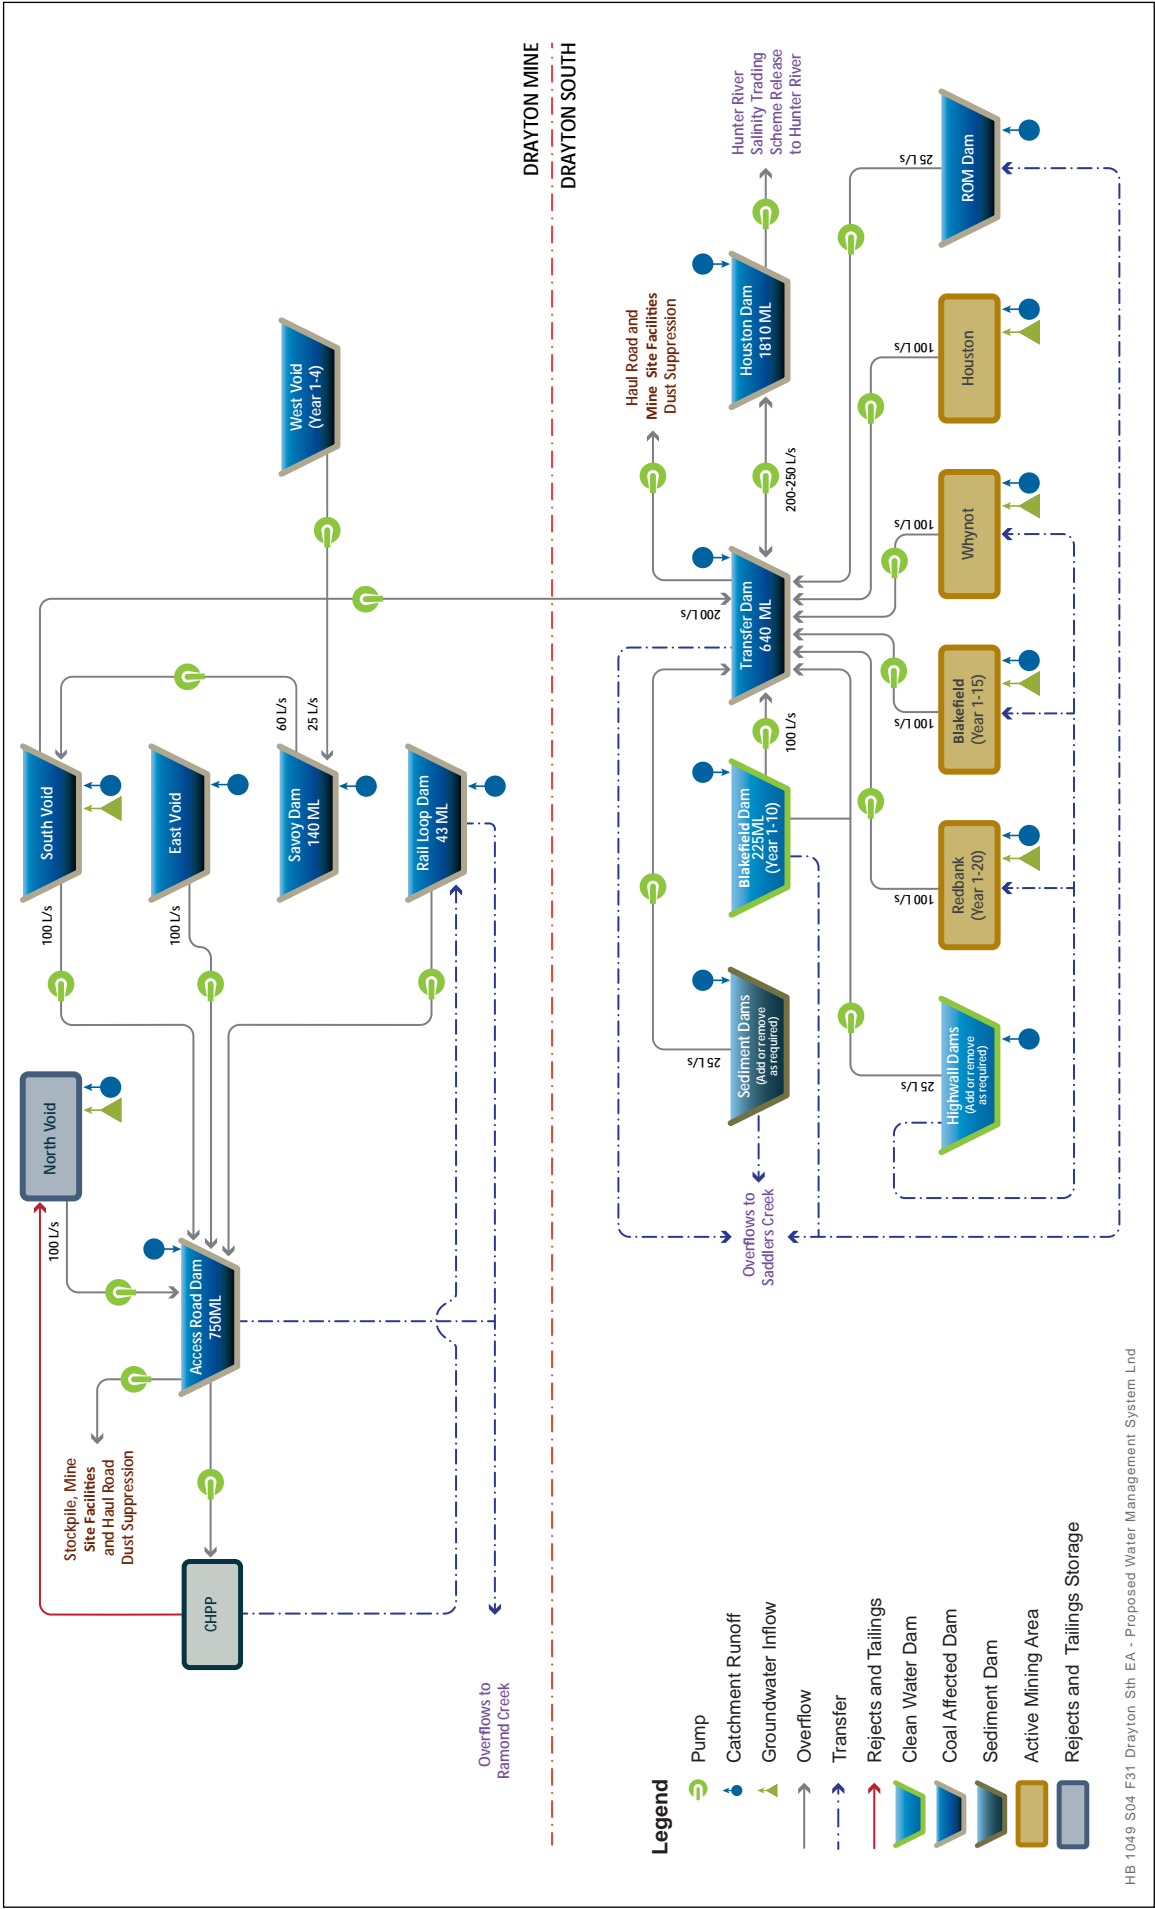 DRAYTON MINE
DRAYTON SOUTH
Stockpile, Mine
Site Facilities
and Haul Road
Dust Suppression
CHPP
Access Road Dam
750ML
North Void
100 L/s
South Void
100 L/s
East Void
100 L/s
Savoy Dam
140 ML
60 L/s
25 L/s
Rail Loop Dam
43 ML
West Void
(Year 1-4)
Overflows to
Ramond Creek
200 L/s
Haul Road and
Mine Site Facilities
Dust Suppression
Hunter River
Salinity Trading
Scheme Release
to Hunter River
Houston Dam
1810 ML
200-250 L/s
Transfer Dam
640 ML
100 L/s
Blakefield Dam
225ML
(Year 1-10)
Sediment Dams
(Add or remove
as required)
25 L/s
Overflows to
Saddlers Creek
Highwall Dams
(Add or remove
as required)
25 L/s
Redbank
(Year 1-20)
100 L/s
Blakefield
(Year 1-15)
100 L/s
Whynot
100 L/s
Houston
100 L/s
ROM Dam
25 L/s
Legend
Pump
Catchment Runoff
Groundwater Inflow
Overflow
Transfer
Rejects and Tailings
Clean Water Dam
Coal Affected Dam
Sediment Dam
Active Mining Area
Rejects and Tailings Storage
HB 1049 S04 F31 Drayton Sth EA - Proposed Water Management System Lnd